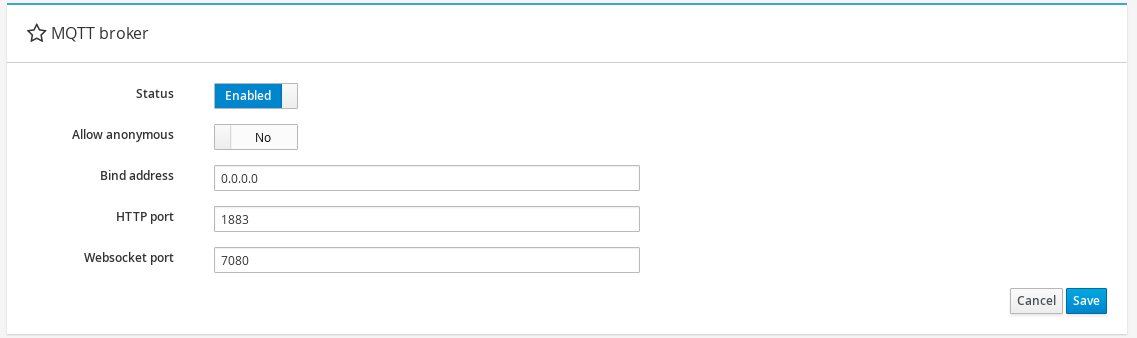 MQTT broker
Status Enabled
Allow anonymous No
Bind address 0.0.0.0
HTTP port 1883
Websocket port 7080
Cancel Save